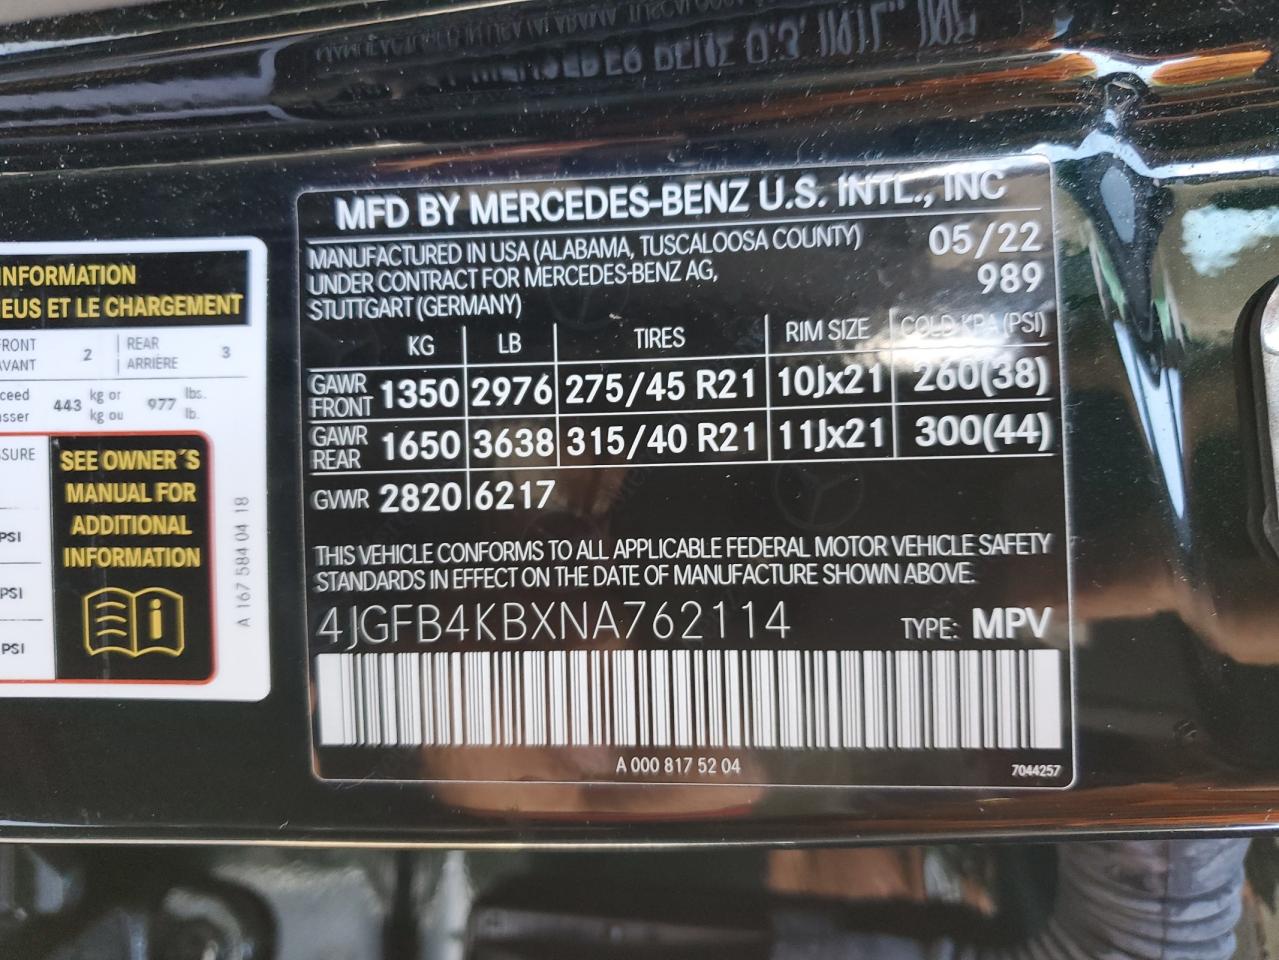 MFD BY MERCEDES-BENZ U.S. INTL., INC
MANUFACTURED IN USA (ALABAMA, TUSCALOOSA COUNTY) 05/22
UNDER CONTRACT FOR MERCEDES-BENZ AG, 989
STUTTGART (GERMANY)
KG LB TIRES RIM SIZE COLD KPA (PSI)
GAWR FRONT 1350 2976 275/45 R21 10Jx21 260(38)
GAWR REAR 1650 3638 315/40 R21 11Jx21 300(44)
GVWR 2820 6217
THIS VEHICLE CONFORMS TO ALL APPLICABLE FEDERAL MOTOR VEHICLE SAFETY
STANDARDS IN EFFECT ON THE DATE OF MANUFACTURE SHOWN ABOVE.
4JGFB4KBXNA762114 TYPE: MPV
A 000 817 52 04
7044257
INFORMATION
ET LE CHARGEMENT
FRONT 2 REAR 3
AVANT ARRIÈRE
443 kg or 977 lbs.
kg ou lb.
SEE OWNER´S
MANUAL FOR
ADDITIONAL
INFORMATION
PSI
PSI
PSI
A 167 584 04 18